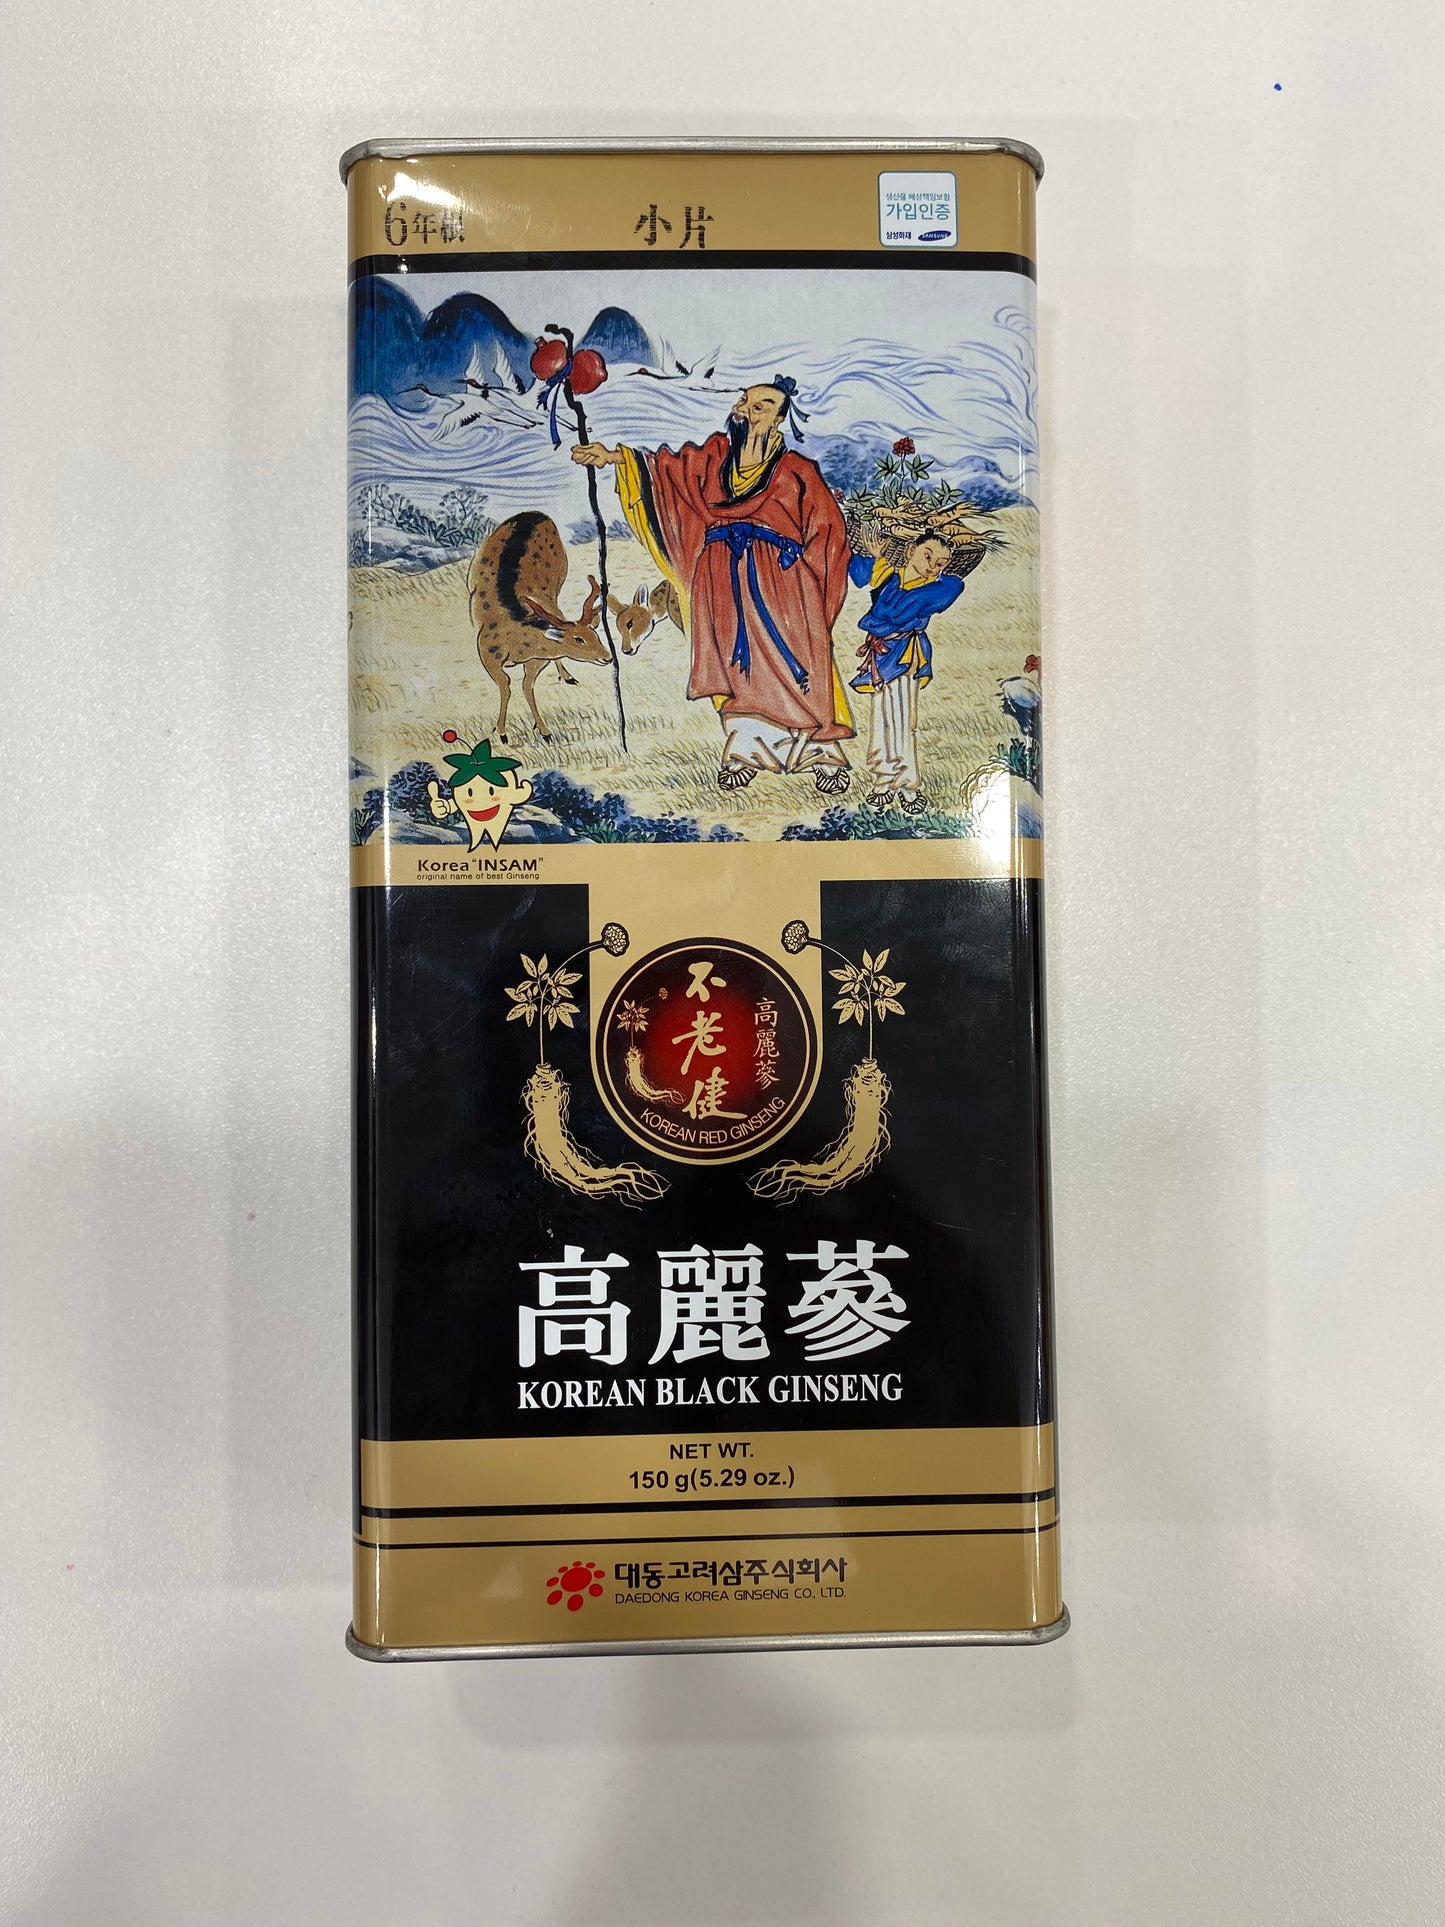 6年根
小片
생산물 배상책임보험
가입인증
삼성화재 SAMSUNG
Korea "INSAM"
original name of best Ginseng
不老健
高麗蔘
KOREAN RED GINSENG
高麗蔘
KOREAN BLACK GINSENG
NET WT.
150 g(5.29 oz.)
대동고려삼주식회사
DAEDONG KOREA GINSENG CO., LTD.